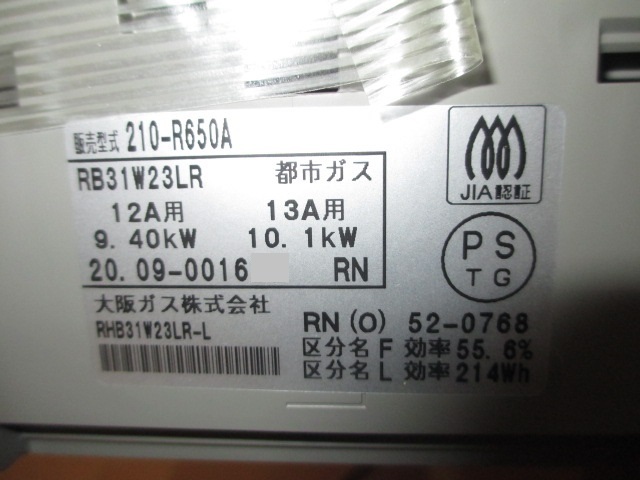 販売型式 210-R650A
RB31W23LR 都市ガス
12A用 13A用
9.40kW 10.1kW
20.09-0016 RN
大阪ガス株式会社
RHB31W23LR-L
JIA認証
PS
TG
RN(O) 52-0768
区分名 F 効率 55.6%
区分名 L 効率 214Wh